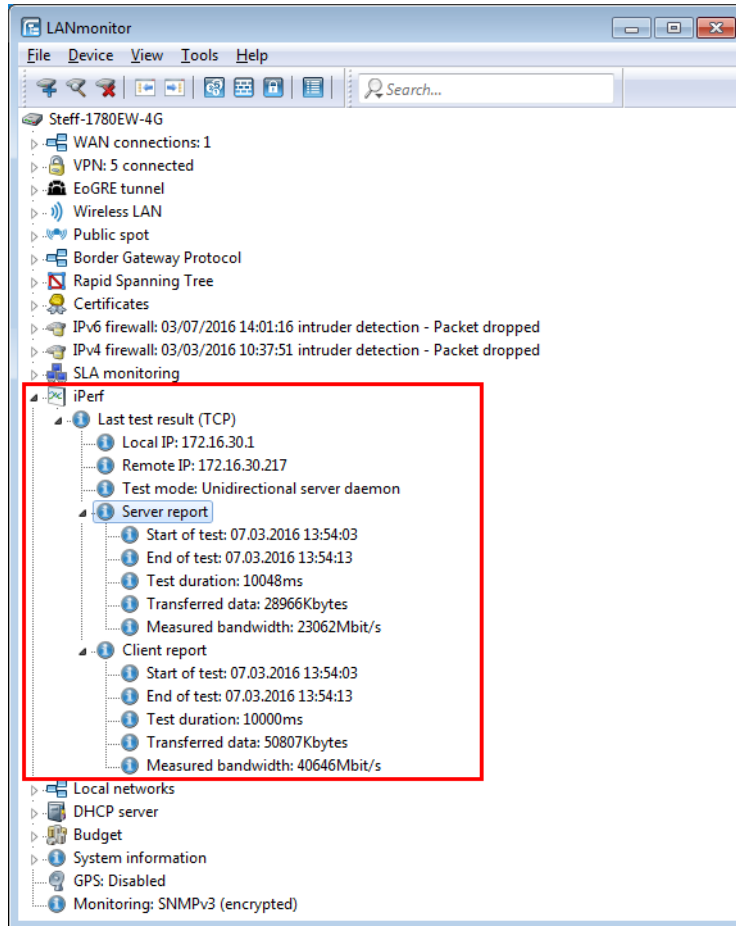 LANmonitor
File Device View Tools Help
Search...
Steff-1780EW-4G
WAN connections: 1
VPN: 5 connected
EoGRE tunnel
Wireless LAN
Public spot
Border Gateway Protocol
Rapid Spanning Tree
Certificates
IPv6 firewall: 03/07/2016 14:01:16 intruder detection - Packet dropped
IPv4 firewall: 03/03/2016 10:37:51 intruder detection - Packet dropped
SLA monitoring
iPerf
Last test result (TCP)
Local IP: 172.16.30.1
Remote IP: 172.16.30.217
Test mode: Unidirectional server daemon
Server report
Start of test: 07.03.2016 13:54:03
End of test: 07.03.2016 13:54:13
Test duration: 10048ms
Transferred data: 28966Kbytes
Measured bandwidth: 23062Mbit/s
Client report
Start of test: 07.03.2016 13:54:03
End of test: 07.03.2016 13:54:13
Test duration: 10000ms
Transferred data: 50807Kbytes
Measured bandwidth: 40646Mbit/s
Local networks
DHCP server
Budget
System information
GPS: Disabled
Monitoring: SNMPv3 (encrypted)